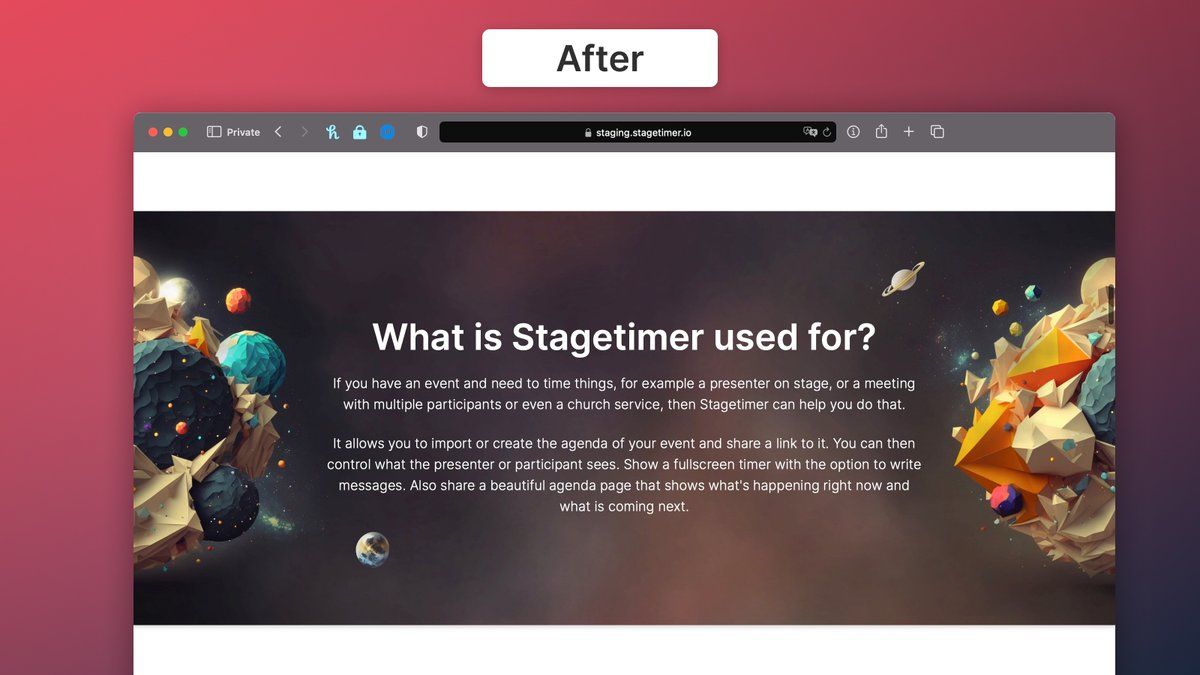 After
Private
staging.stagetimer.io
What is Stagetimer used for?
If you have an event and need to time things, for example a presenter on stage, or a meeting
with multiple participants or even a church service, then Stagetimer can help you do that.
It allows you to import or create the agenda of your event and share a link to it. You can then
control what the presenter or participant sees. Show a fullscreen timer with the option to write
messages. Also share a beautiful agenda page that shows what's happening right now and
what is coming next.